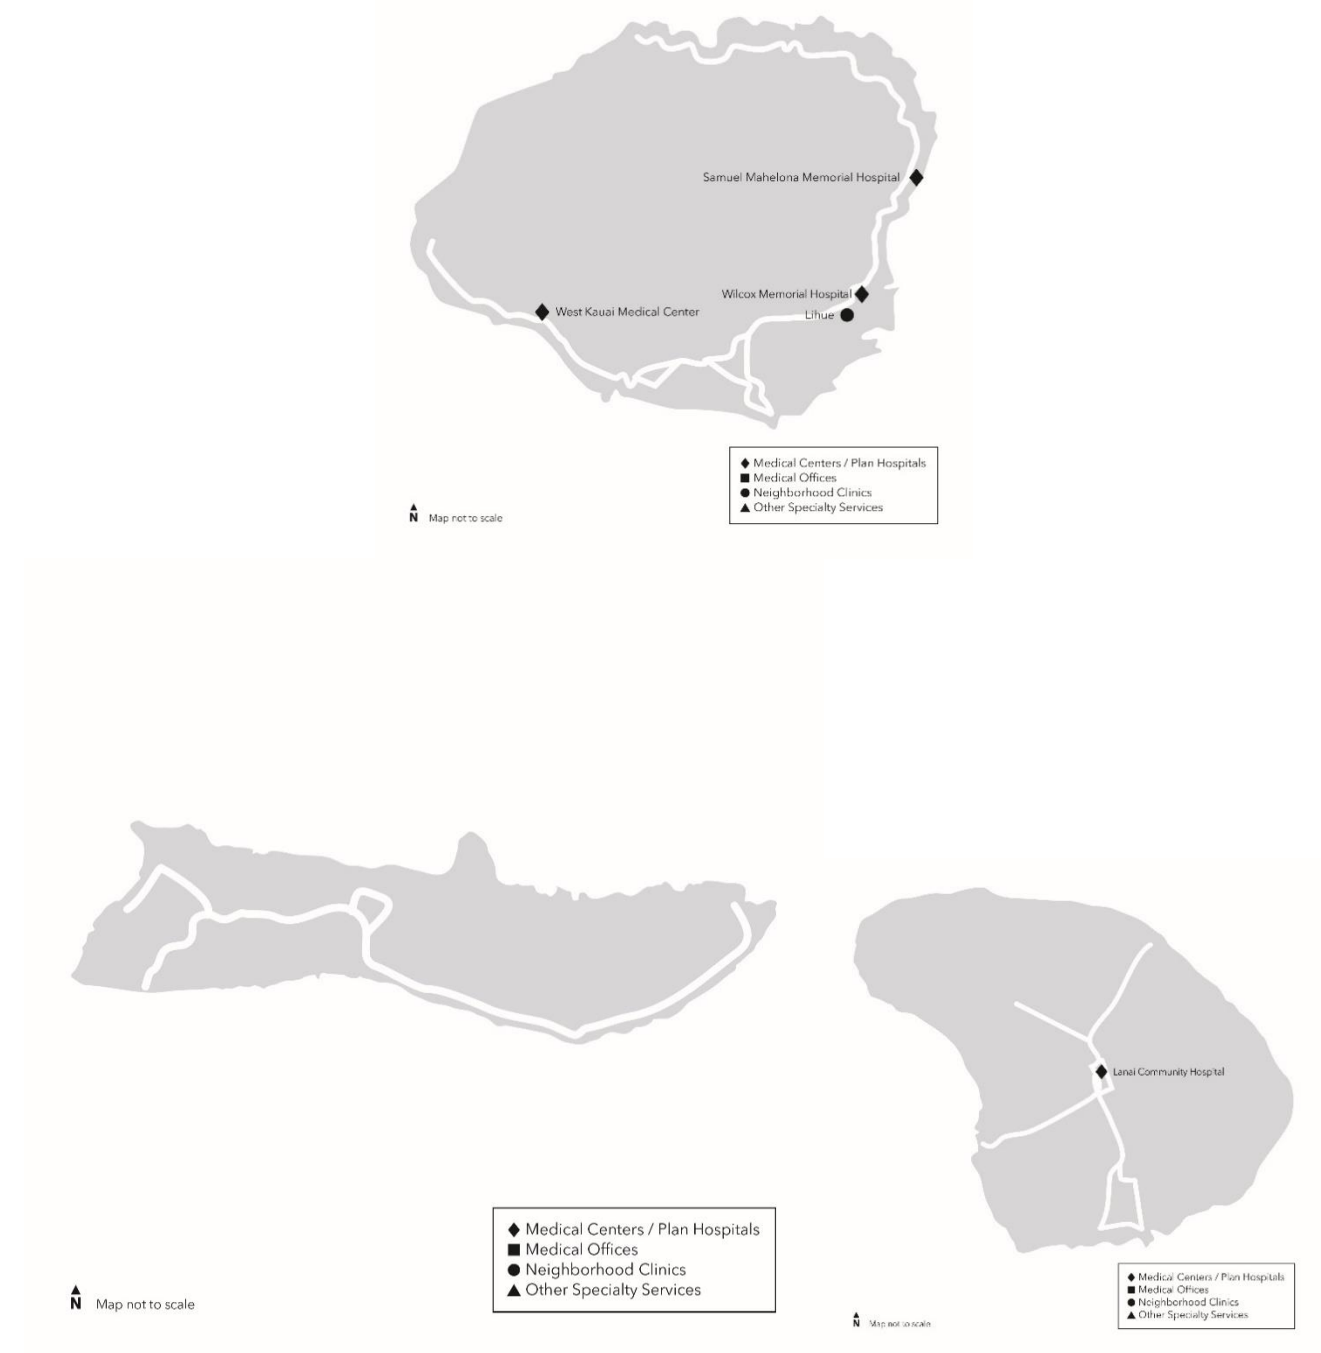 Samuel Mahelona Memorial Hospital
Wilcox Memorial Hospital
West Kauai Medical Center
Lihue
Medical Centers / Plan Hospitals
Medical Offices
Neighborhood Clinics
Other Specialty Services
N Map not to scale
Lanai Community Hospital
Medical Centers / Plan Hospitals
Medical Offices
Neighborhood Clinics
Other Specialty Services
N Map not to scale
Medical Centers / Plan Hospitals
Medical Offices
Neighborhood Clinics
Other Specialty Services
N Map not to scale